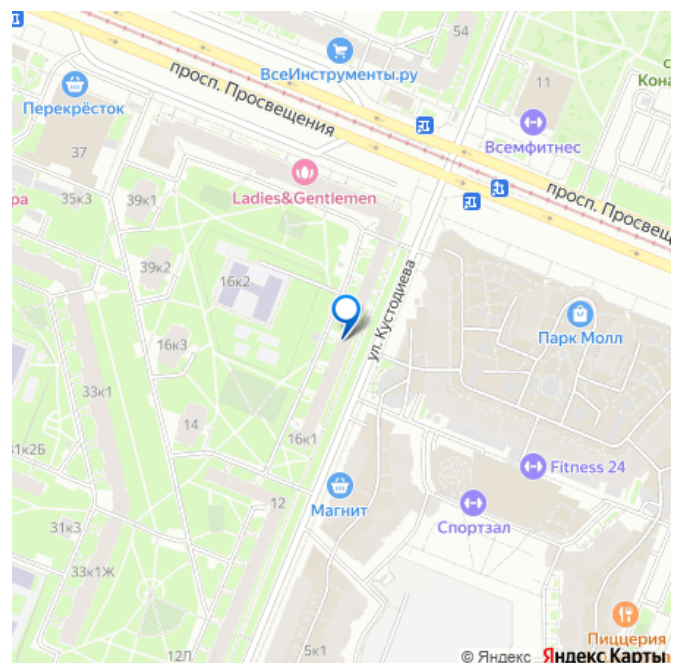 54
ВсеИнструменты.ру
с
Кона
11
просп. Просвещения
Перекрёсток
Всемфитнес
37
Ladies&Gentlemen
ра
35к3
39к1
просп. Просвещ
39к2
16к2
ул. Кустодиева
Парк Молл
16к3
33к1
14
16к1
31к2Б
Fitness 24
12
Магнит
Спортзал
31к3
33к1Ж
Пиццерия
5к1
12Л
© Яндекс
Яндекс Карты